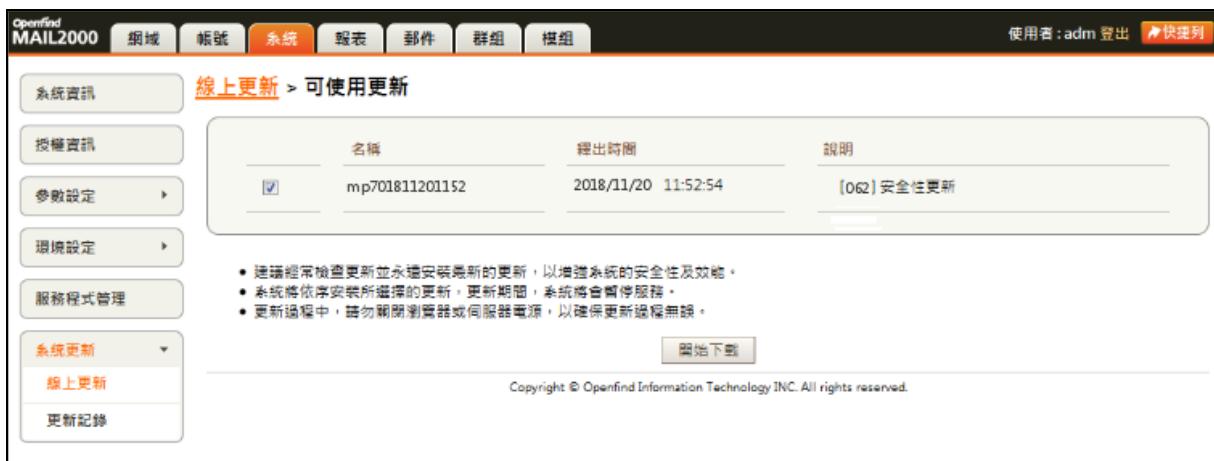 Openfind
MAIL2000 網域 帳號 系統 報表 郵件 群組 模組 使用者 : adm 登出 快捷列
線上更新 > 可使用更新
系統資訊
授權資訊
參數設定
環境設定
服務程式管理
系統更新
線上更新
更新記錄
名稱 釋出時間 說明
mp701811201152 2018/11/20 11:52:54 [062] 安全性更新
• 建議經常檢查更新並永遠安裝最新的更新，以增強系統的安全性及效能。
• 系統將依序安裝所選擇的更新，更新期間，系統將會暫停服務。
• 更新過程中，請勿關閉瀏覽器或伺服器電源，以確保更新過程無誤。
開始下載
Copyright © Openfind Information Technology INC. All rights reserved.